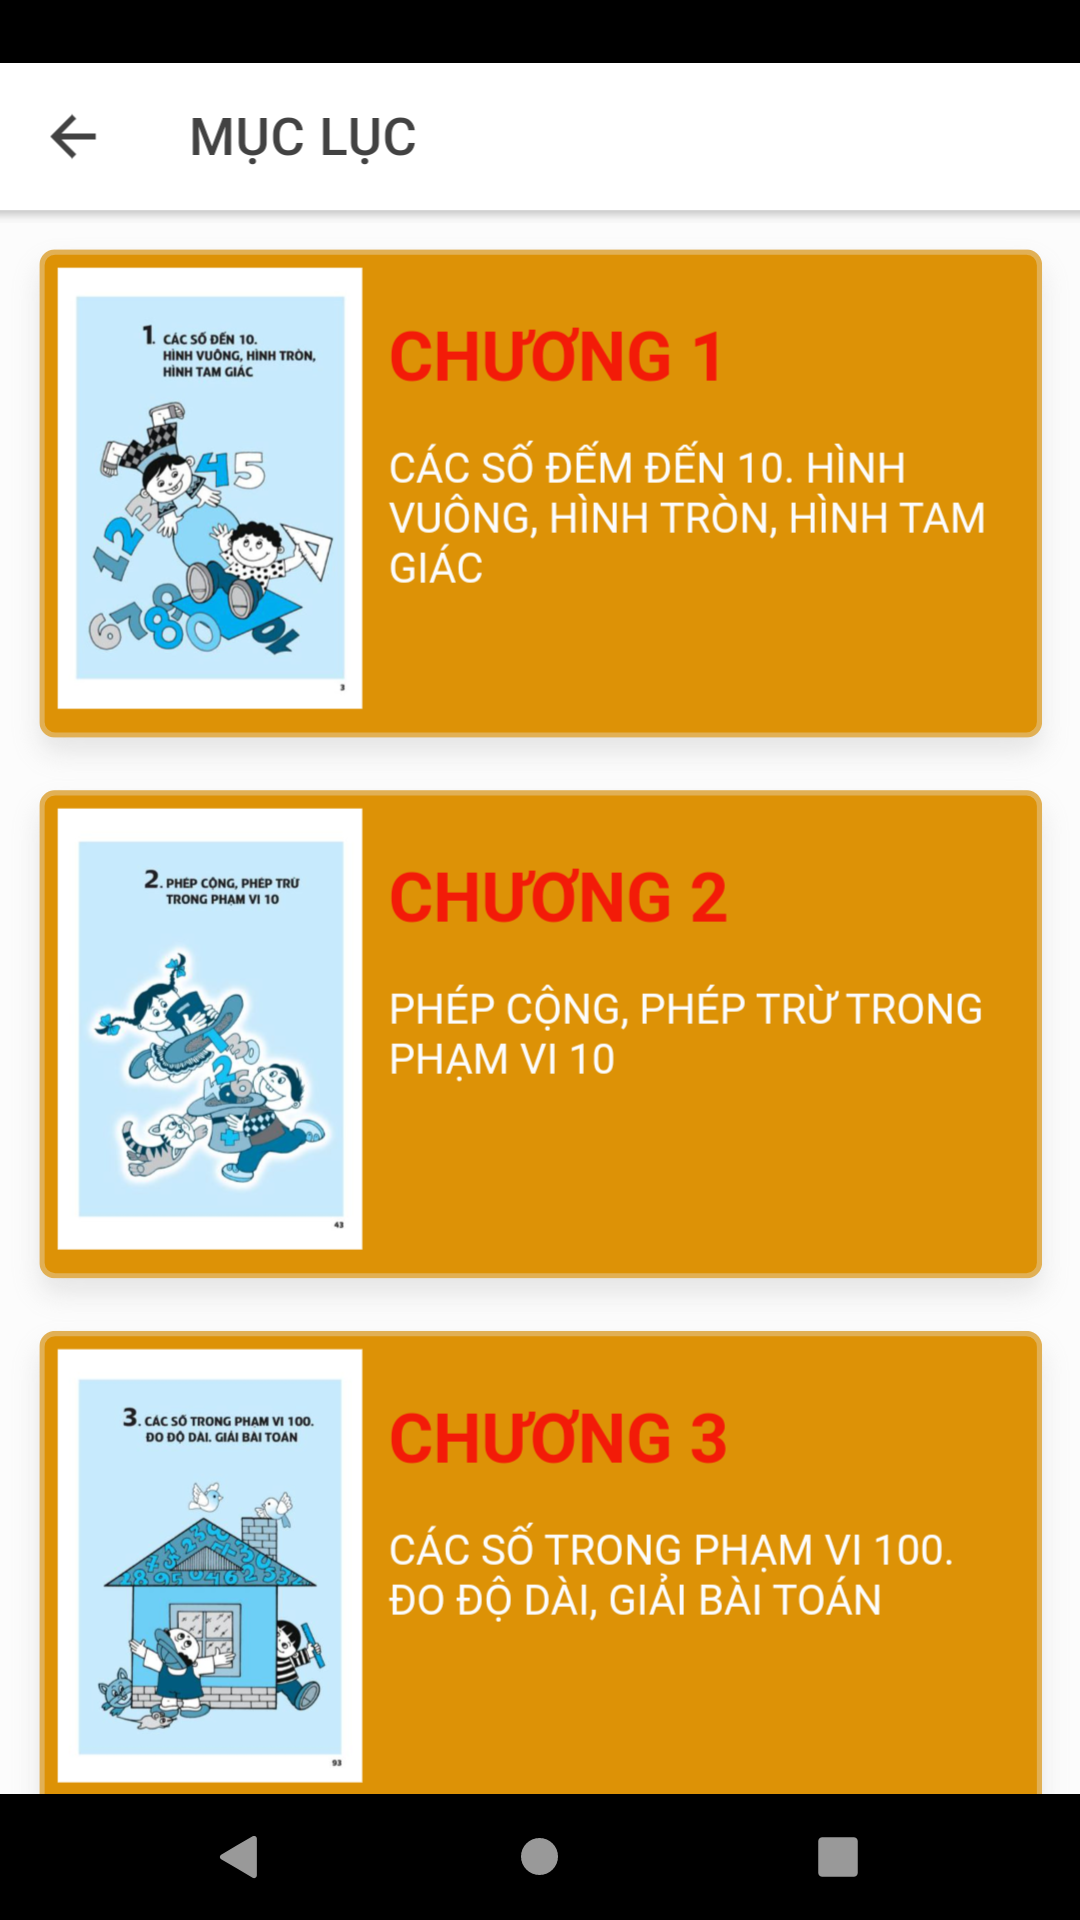 MỤC LỤC
1. CÁC SỐ ĐẾN 10.
HÌNH VUÔNG, HÌNH TRÒN,
HÌNH TAM GIÁC
45
123
6789
0
10
3
CHƯƠNG 1
CÁC SỐ ĐẾM ĐẾN 10. HÌNH
VUÔNG, HÌNH TRÒN, HÌNH TAM
GIÁC
2. PHÉP CỘNG, PHÉP TRỪ
TRONG PHẠM VI 10
43
CHƯƠNG 2
PHÉP CỘNG, PHÉP TRỪ TRONG
PHẠM VI 10
3. CÁC SỐ TRONG PHẠM VI 100.
ĐO ĐỘ DÀI. GIẢI BÀI TOÁN
93
CHƯƠNG 3
CÁC SỐ TRONG PHẠM VI 100.
ĐO ĐỘ DÀI, GIẢI BÀI TOÁN